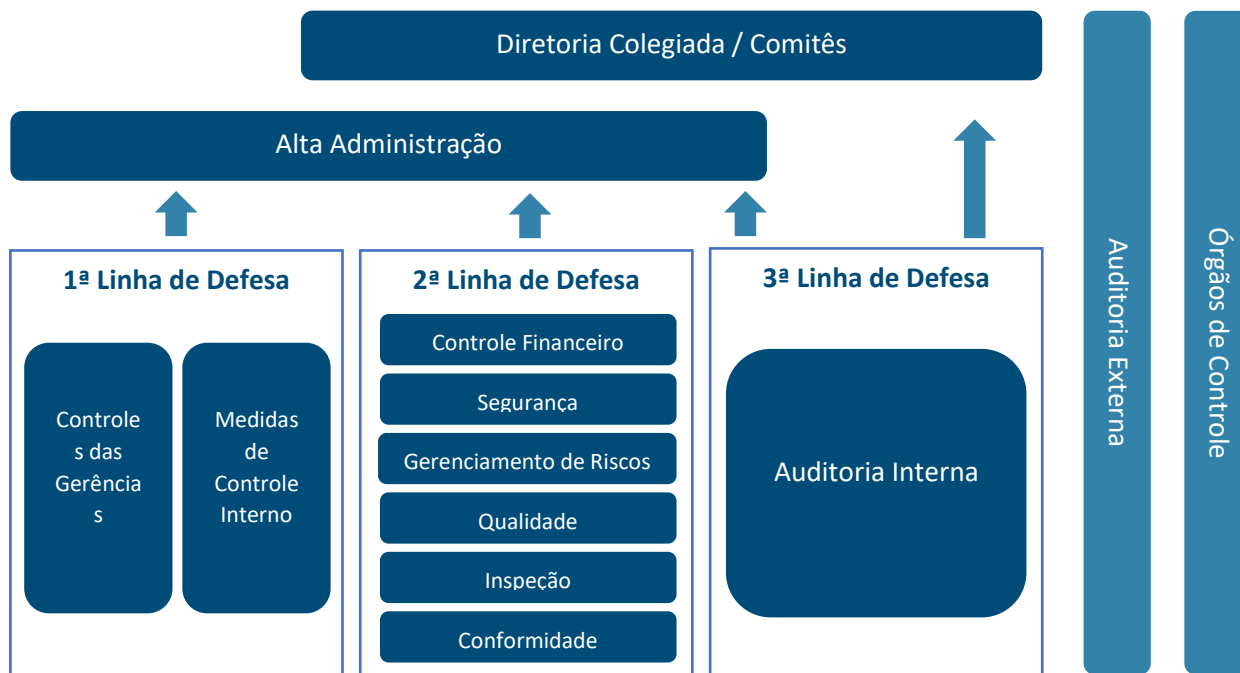 Diretoria Colegiada / Comitês
Alta Administração
1ª Linha de Defesa
Controle
s das
Gerência
s
Medidas
de
Controle
Interno
2ª Linha de Defesa
Controle Financeiro
Segurança
Gerenciamento de Riscos
Qualidade
Inspeção
Conformidade
3ª Linha de Defesa
Auditoria Interna
Auditoria Externa
Órgãos de Controle